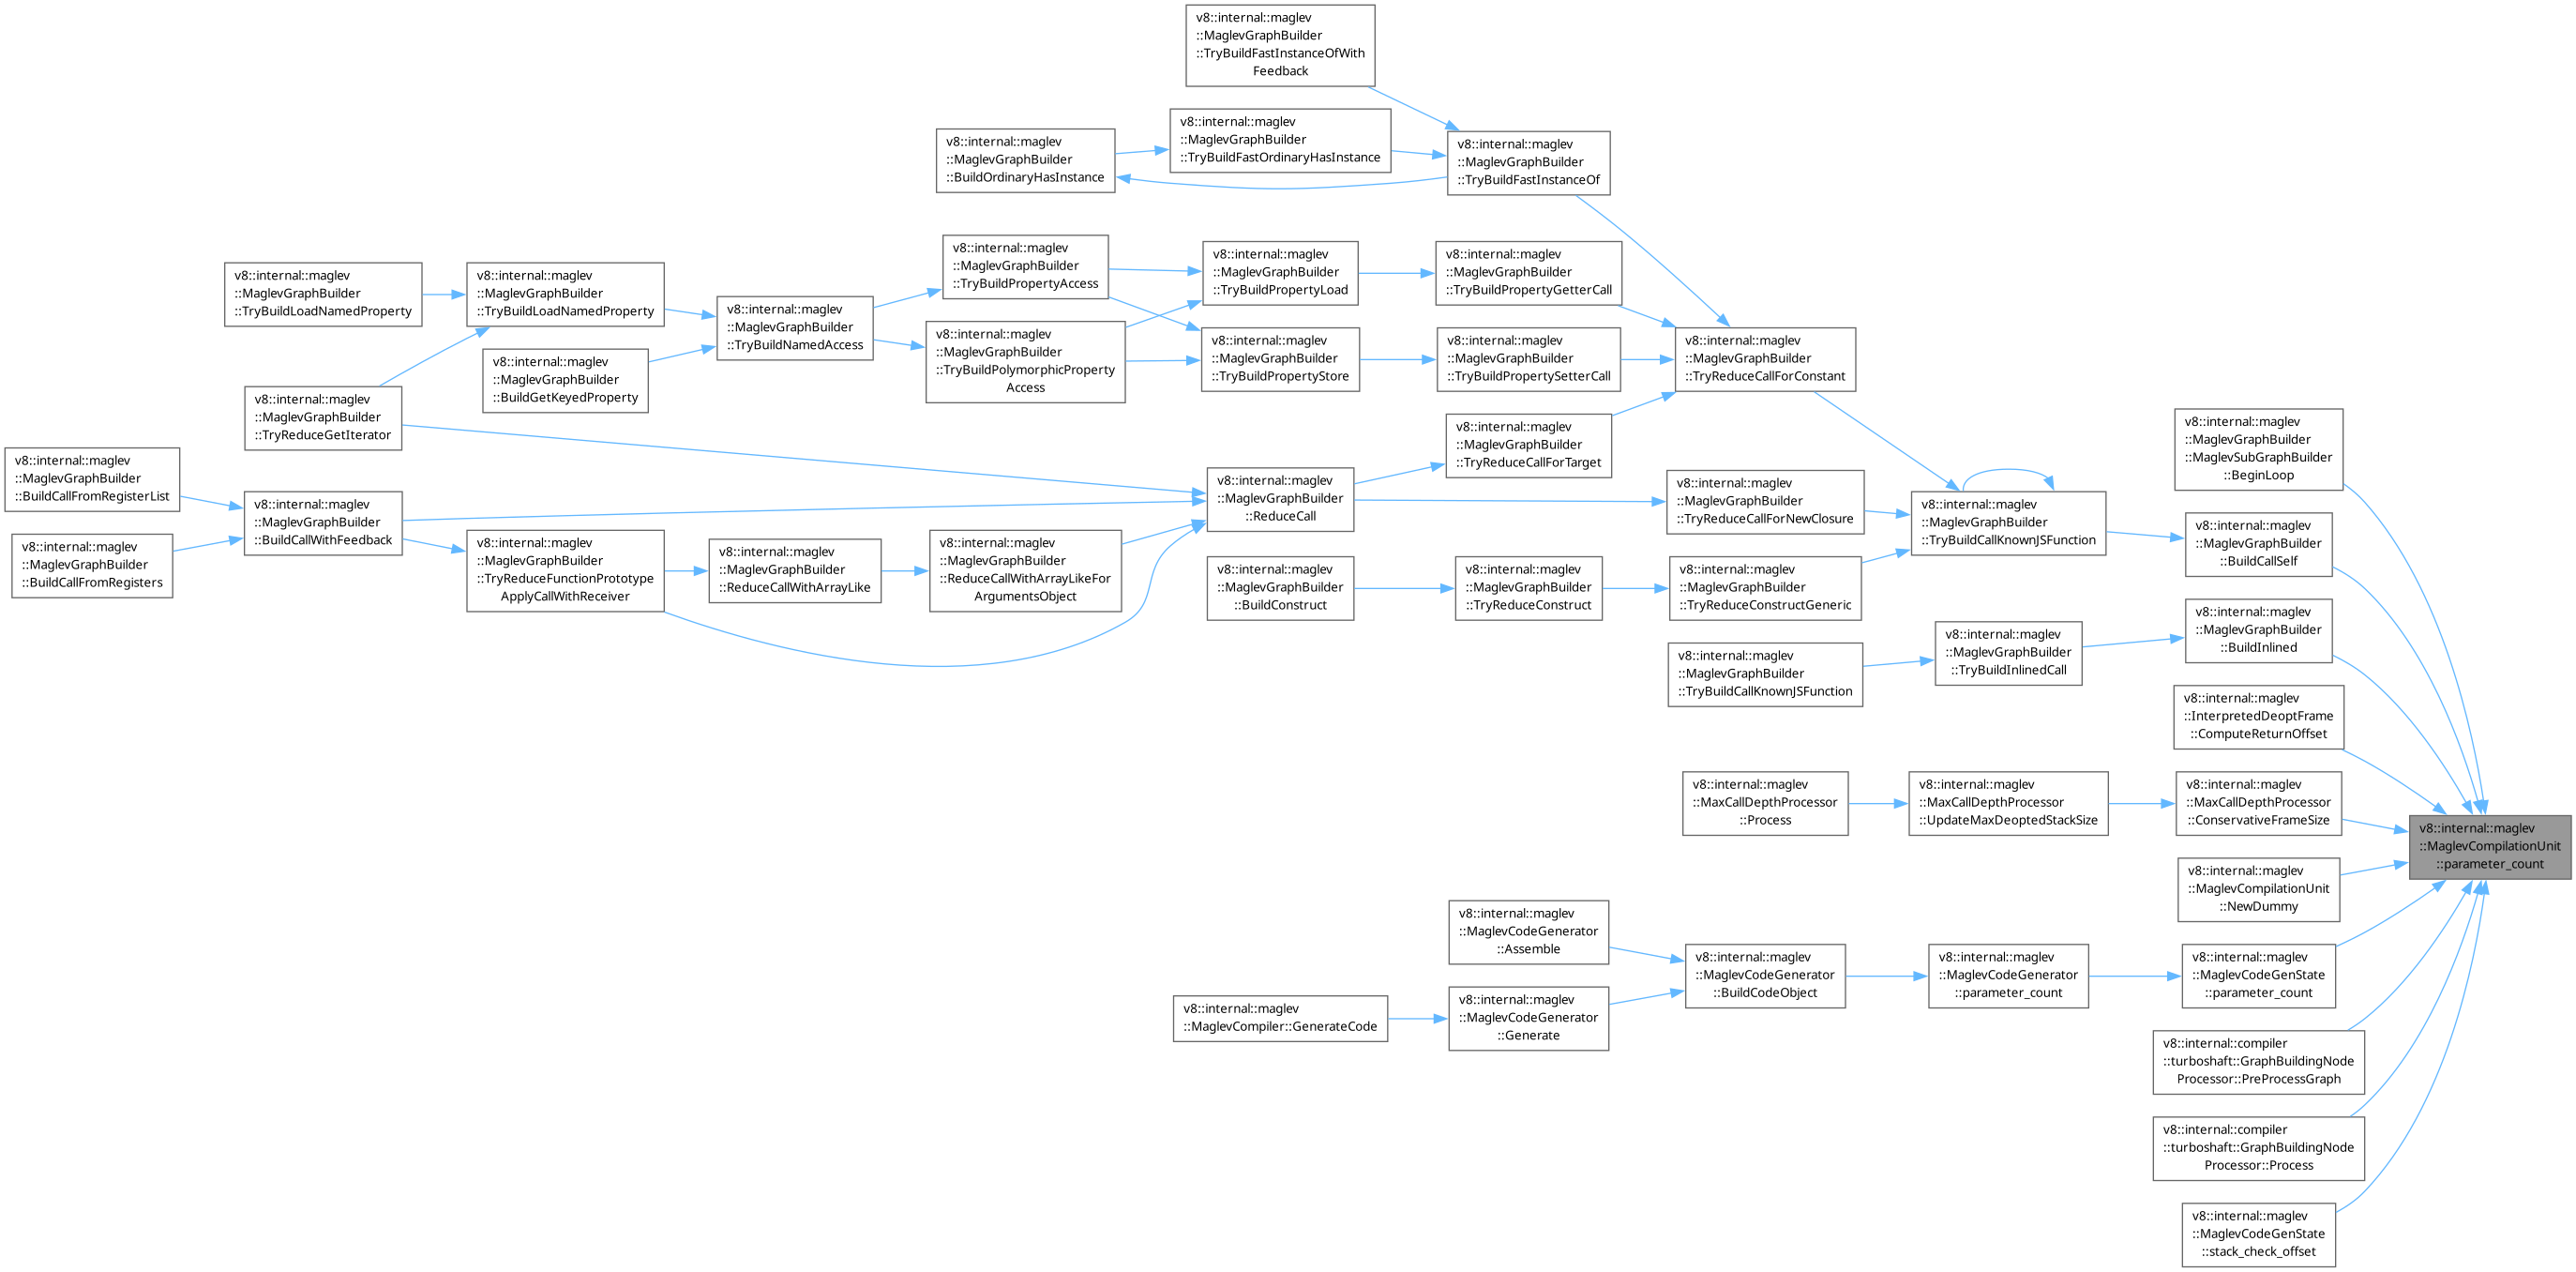 v8::internal::maglev
::MaglevGraphBuilder
::TryBuildFastInstanceOfWith
Feedback
v8::internal::maglev
::MaglevGraphBuilder
::TryBuildFastOrdinaryHasInstance
v8::internal::maglev
::MaglevGraphBuilder
::BuildOrdinaryHasInstance
v8::internal::maglev
::MaglevGraphBuilder
::TryBuildFastInstanceOf
v8::internal::maglev
::MaglevGraphBuilder
::TryBuildLoadNamedProperty
v8::internal::maglev
::MaglevGraphBuilder
::TryBuildLoadNamedProperty
v8::internal::maglev
::MaglevGraphBuilder
::TryBuildNamedAccess
v8::internal::maglev
::MaglevGraphBuilder
::TryBuildPropertyAccess
v8::internal::maglev
::MaglevGraphBuilder
::TryBuildPropertyLoad
v8::internal::maglev
::MaglevGraphBuilder
::TryBuildPropertyGetterCall
v8::internal::maglev
::MaglevGraphBuilder
::BuildGetKeyedProperty
v8::internal::maglev
::MaglevGraphBuilder
::TryBuildPolymorphicProperty
Access
v8::internal::maglev
::MaglevGraphBuilder
::TryBuildPropertyStore
v8::internal::maglev
::MaglevGraphBuilder
::TryBuildPropertySetterCall
v8::internal::maglev
::MaglevGraphBuilder
::TryReduceCallForConstant
v8::internal::maglev
::MaglevGraphBuilder
::TryReduceGetIterator
v8::internal::maglev
::MaglevGraphBuilder
::TryReduceCallForTarget
v8::internal::maglev
::MaglevGraphBuilder
::MaglevSubGraphBuilder
::BeginLoop
v8::internal::maglev
::MaglevGraphBuilder
::BuildCallFromRegisterList
v8::internal::maglev
::MaglevGraphBuilder
::BuildCallWithFeedback
v8::internal::maglev
::MaglevGraphBuilder
::ReduceCall
v8::internal::maglev
::MaglevGraphBuilder
::TryReduceCallForNewClosure
v8::internal::maglev
::MaglevGraphBuilder
::TryBuildCallKnownJSFunction
v8::internal::maglev
::MaglevGraphBuilder
::BuildCallSelf
v8::internal::maglev
::MaglevGraphBuilder
::BuildCallFromRegisters
v8::internal::maglev
::MaglevGraphBuilder
::TryReduceFunctionPrototype
ApplyCallWithReceiver
v8::internal::maglev
::MaglevGraphBuilder
::ReduceCallWithArrayLike
v8::internal::maglev
::MaglevGraphBuilder
::ReduceCallWithArrayLikeFor
ArgumentsObject
v8::internal::maglev
::MaglevGraphBuilder
::BuildConstruct
v8::internal::maglev
::MaglevGraphBuilder
::TryReduceConstruct
v8::internal::maglev
::MaglevGraphBuilder
::TryReduceConstructGeneric
v8::internal::maglev
::MaglevGraphBuilder
::BuildInlined
v8::internal::maglev
::MaglevGraphBuilder
::TryBuildInlinedCall
v8::internal::maglev
::MaglevGraphBuilder
::TryBuildCallKnownJSFunction
v8::internal::maglev
::InterpretedDeoptFrame
::ComputeReturnOffset
v8::internal::maglev
::MaxCallDepthProcessor
::Process
v8::internal::maglev
::MaxCallDepthProcessor
::UpdateMaxDeoptedStackSize
v8::internal::maglev
::MaxCallDepthProcessor
::ConservativeFrameSize
v8::internal::maglev
::MaglevCompilationUnit
::parameter_count
v8::internal::maglev
::MaglevCompilationUnit
::NewDummy
v8::internal::maglev
::MaglevCodeGenerator
::Assemble
v8::internal::maglev
::MaglevCodeGenerator
::BuildCodeObject
v8::internal::maglev
::MaglevCodeGenerator
::parameter_count
v8::internal::maglev
::MaglevCodeGenState
::parameter_count
v8::internal::maglev
::MaglevCompiler::GenerateCode
v8::internal::maglev
::MaglevCodeGenerator
::Generate
v8::internal::compiler
::turboshaft::GraphBuildingNode
Processor::PreProcessGraph
v8::internal::compiler
::turboshaft::GraphBuildingNode
Processor::Process
v8::internal::maglev
::MaglevCodeGenState
::stack_check_offset